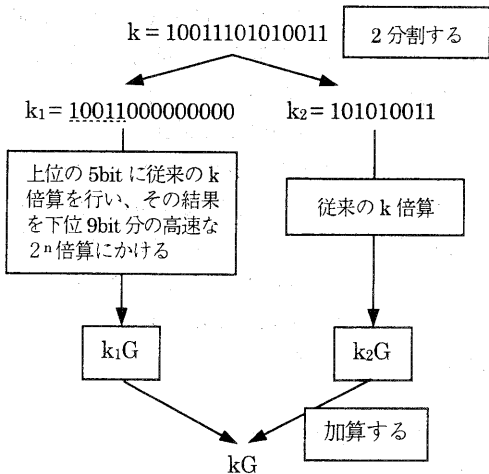 k = 10011101010011
2分割する
k₁ = 10011000000000
k₂ = 101010011
上位の 5bit に従来の k
倍算を行い、その結果
を下位 9bit 分の高速な
2ⁿ倍算にかける
従来の k 倍算
k₁G
k₂G
加算する
kG